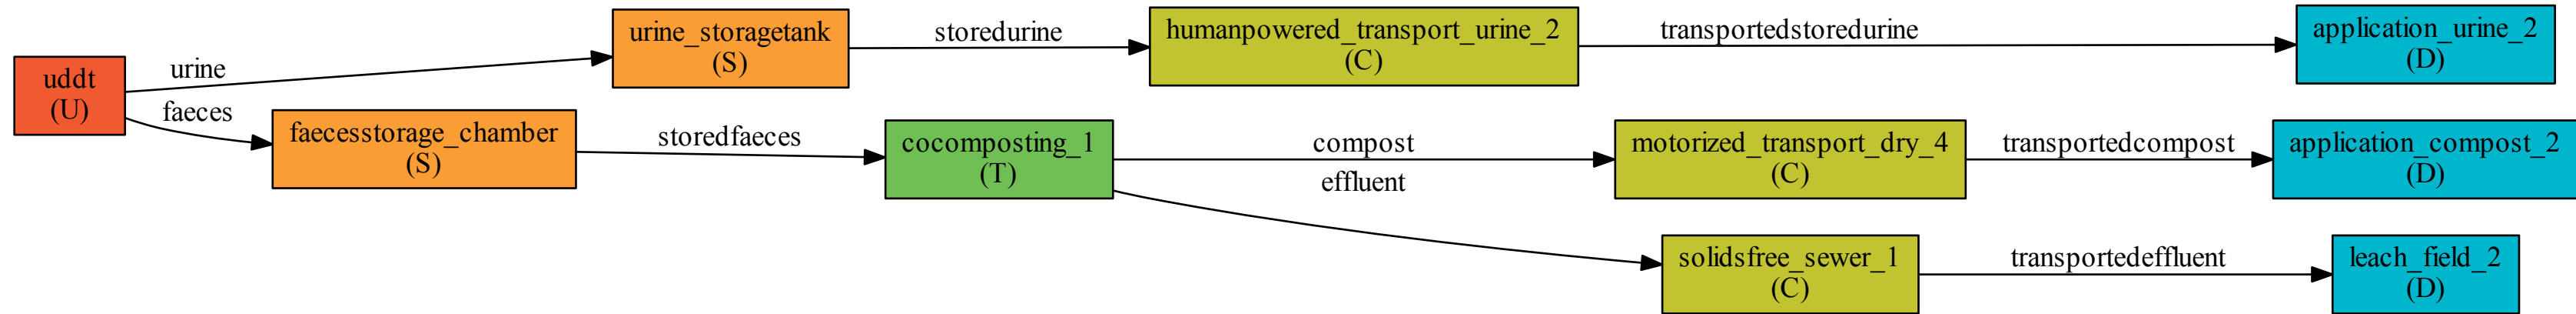 uddt
(U)
urine
faeces
urine_storagetank
(S)
faecesstorage_chamber
(S)
storedurine
storedfaeces
humanpowered_transport_urine_2
(C)
cocomposting_1
(T)
transportedstoredurine
compost
effluent
motorized_transport_dry_4
(C)
solidsfree_sewer_1
(C)
transportedcompost
transportedeffluent
application_urine_2
(D)
application_compost_2
(D)
leach_field_2
(D)